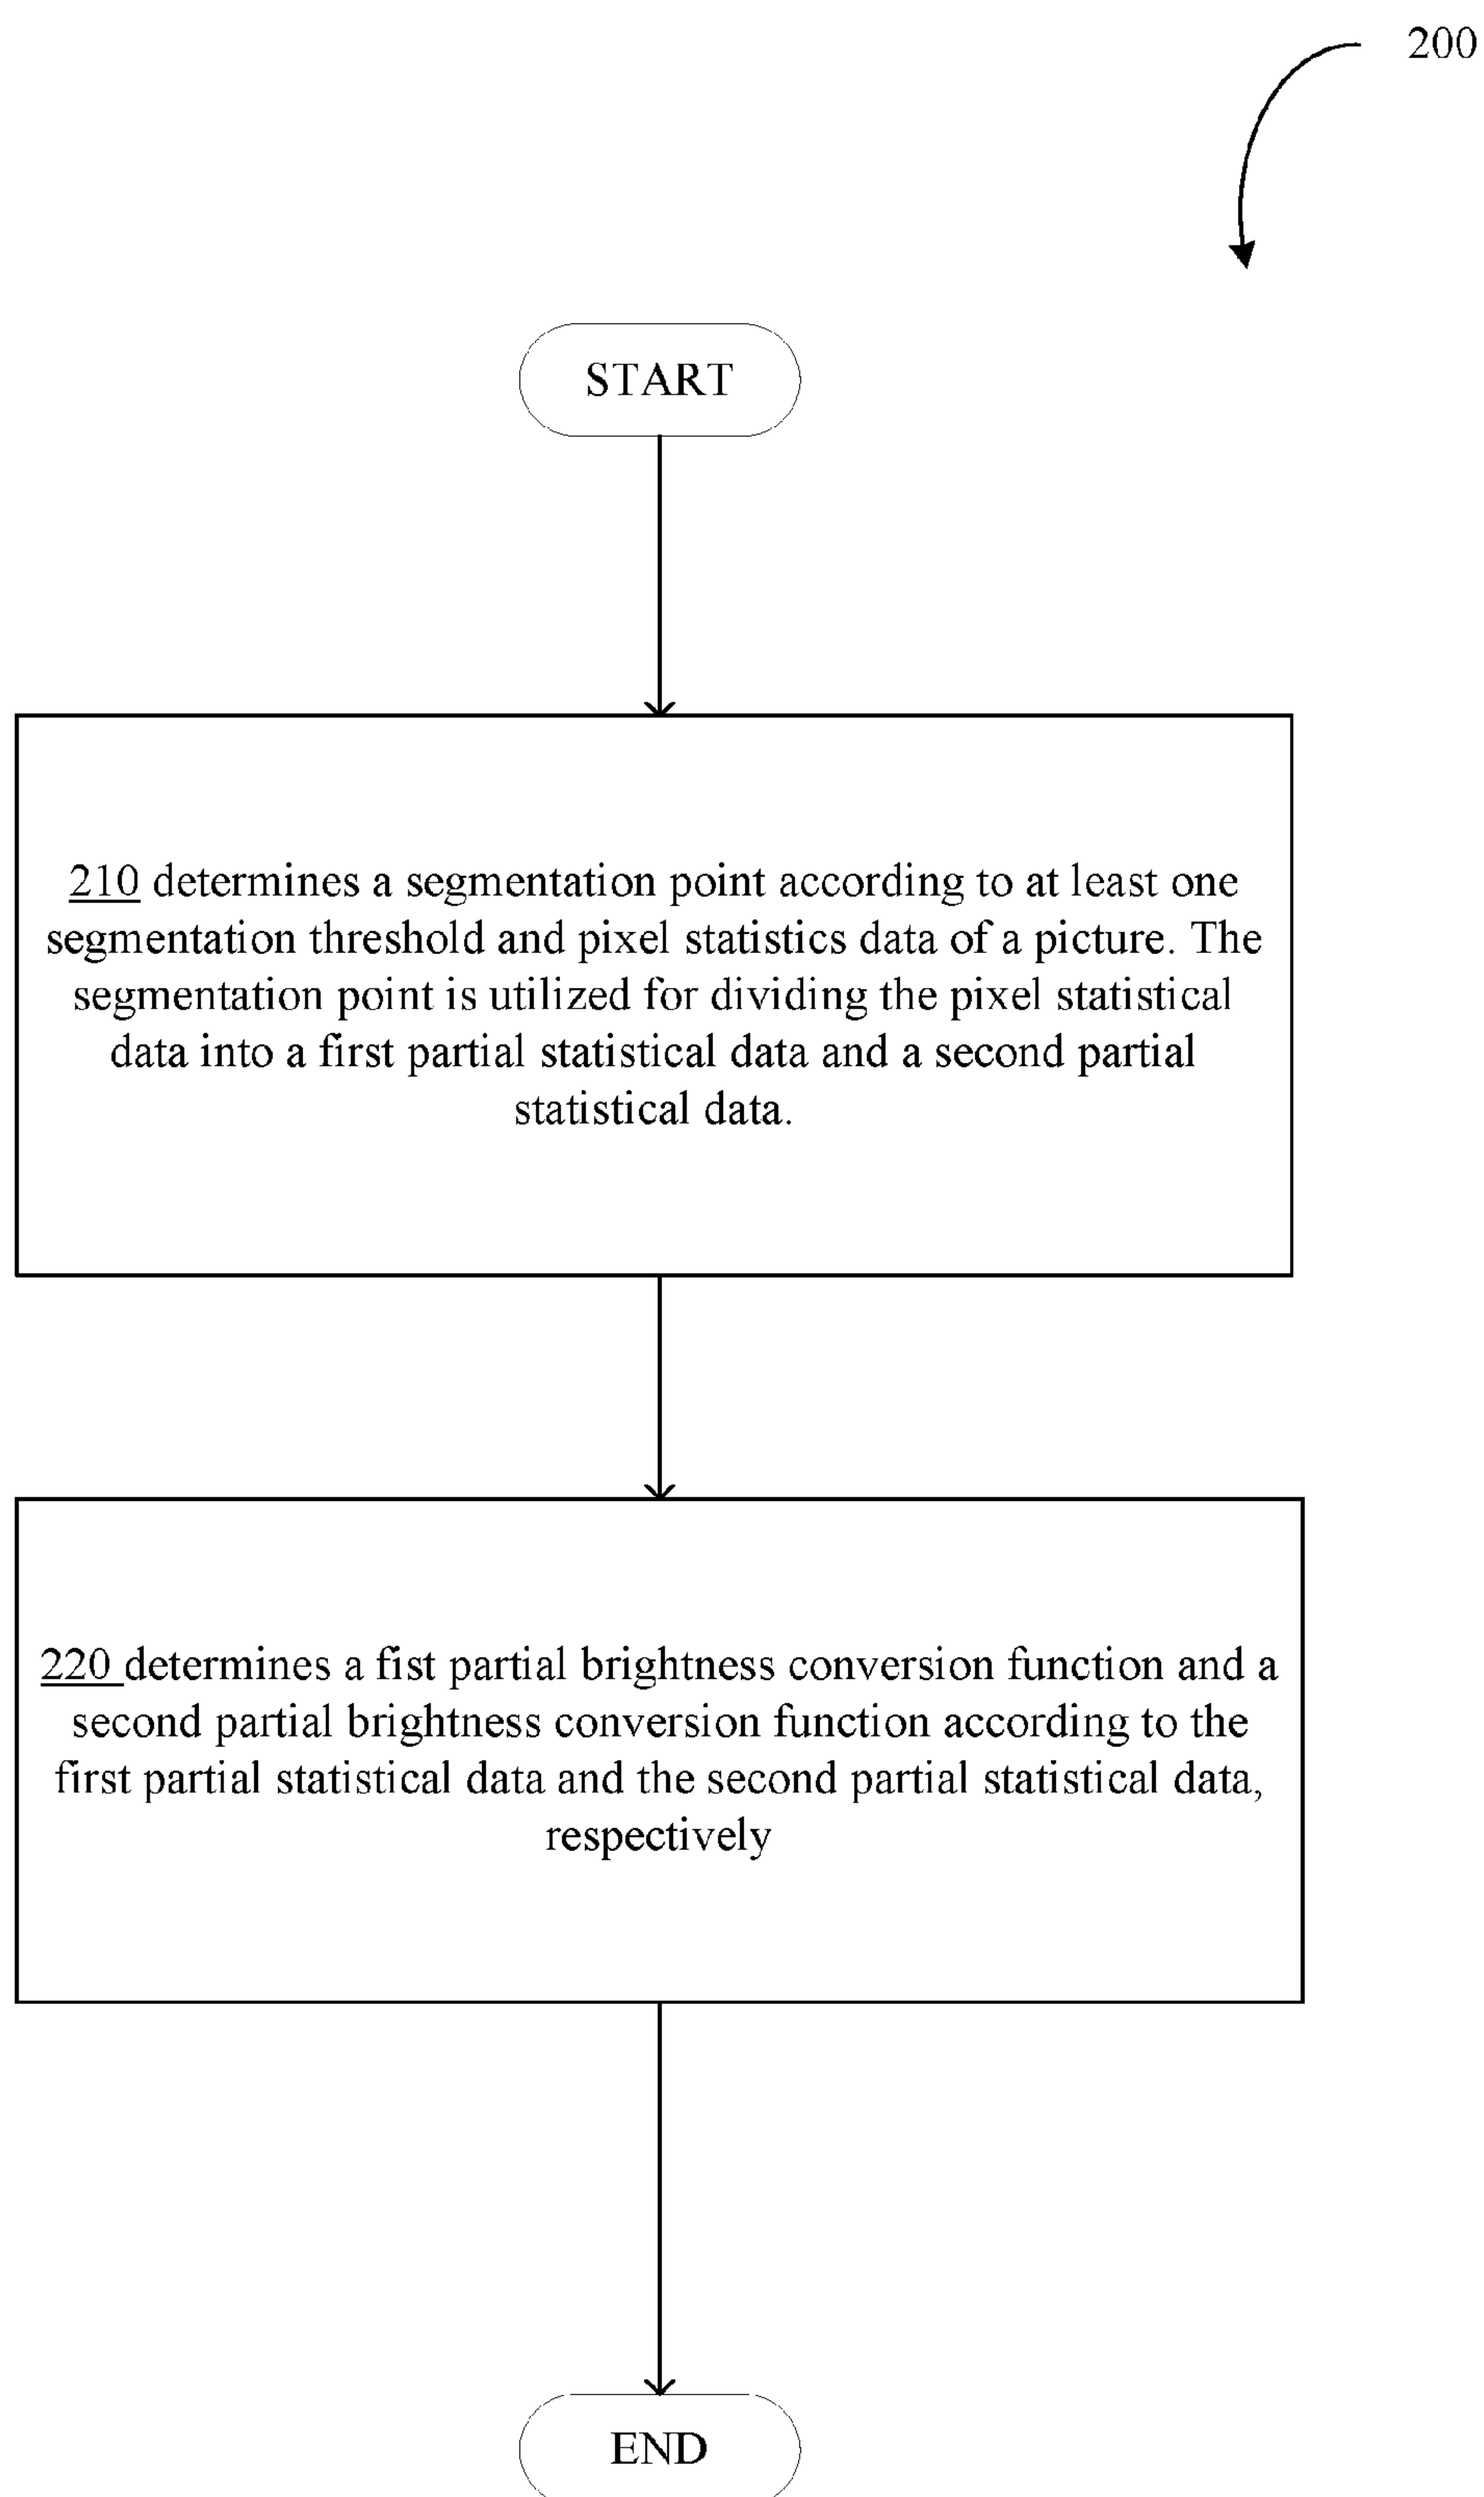 200
START
210 determines a segmentation point according to at least one
segmentation threshold and pixel statistics data of a picture. The
segmentation point is utilized for dividing the pixel statistical
data into a first partial statistical data and a second partial
statistical data.
220 determines a fist partial brightness conversion function and a
second partial brightness conversion function according to the
first partial statistical data and the second partial statistical data,
respectively
END